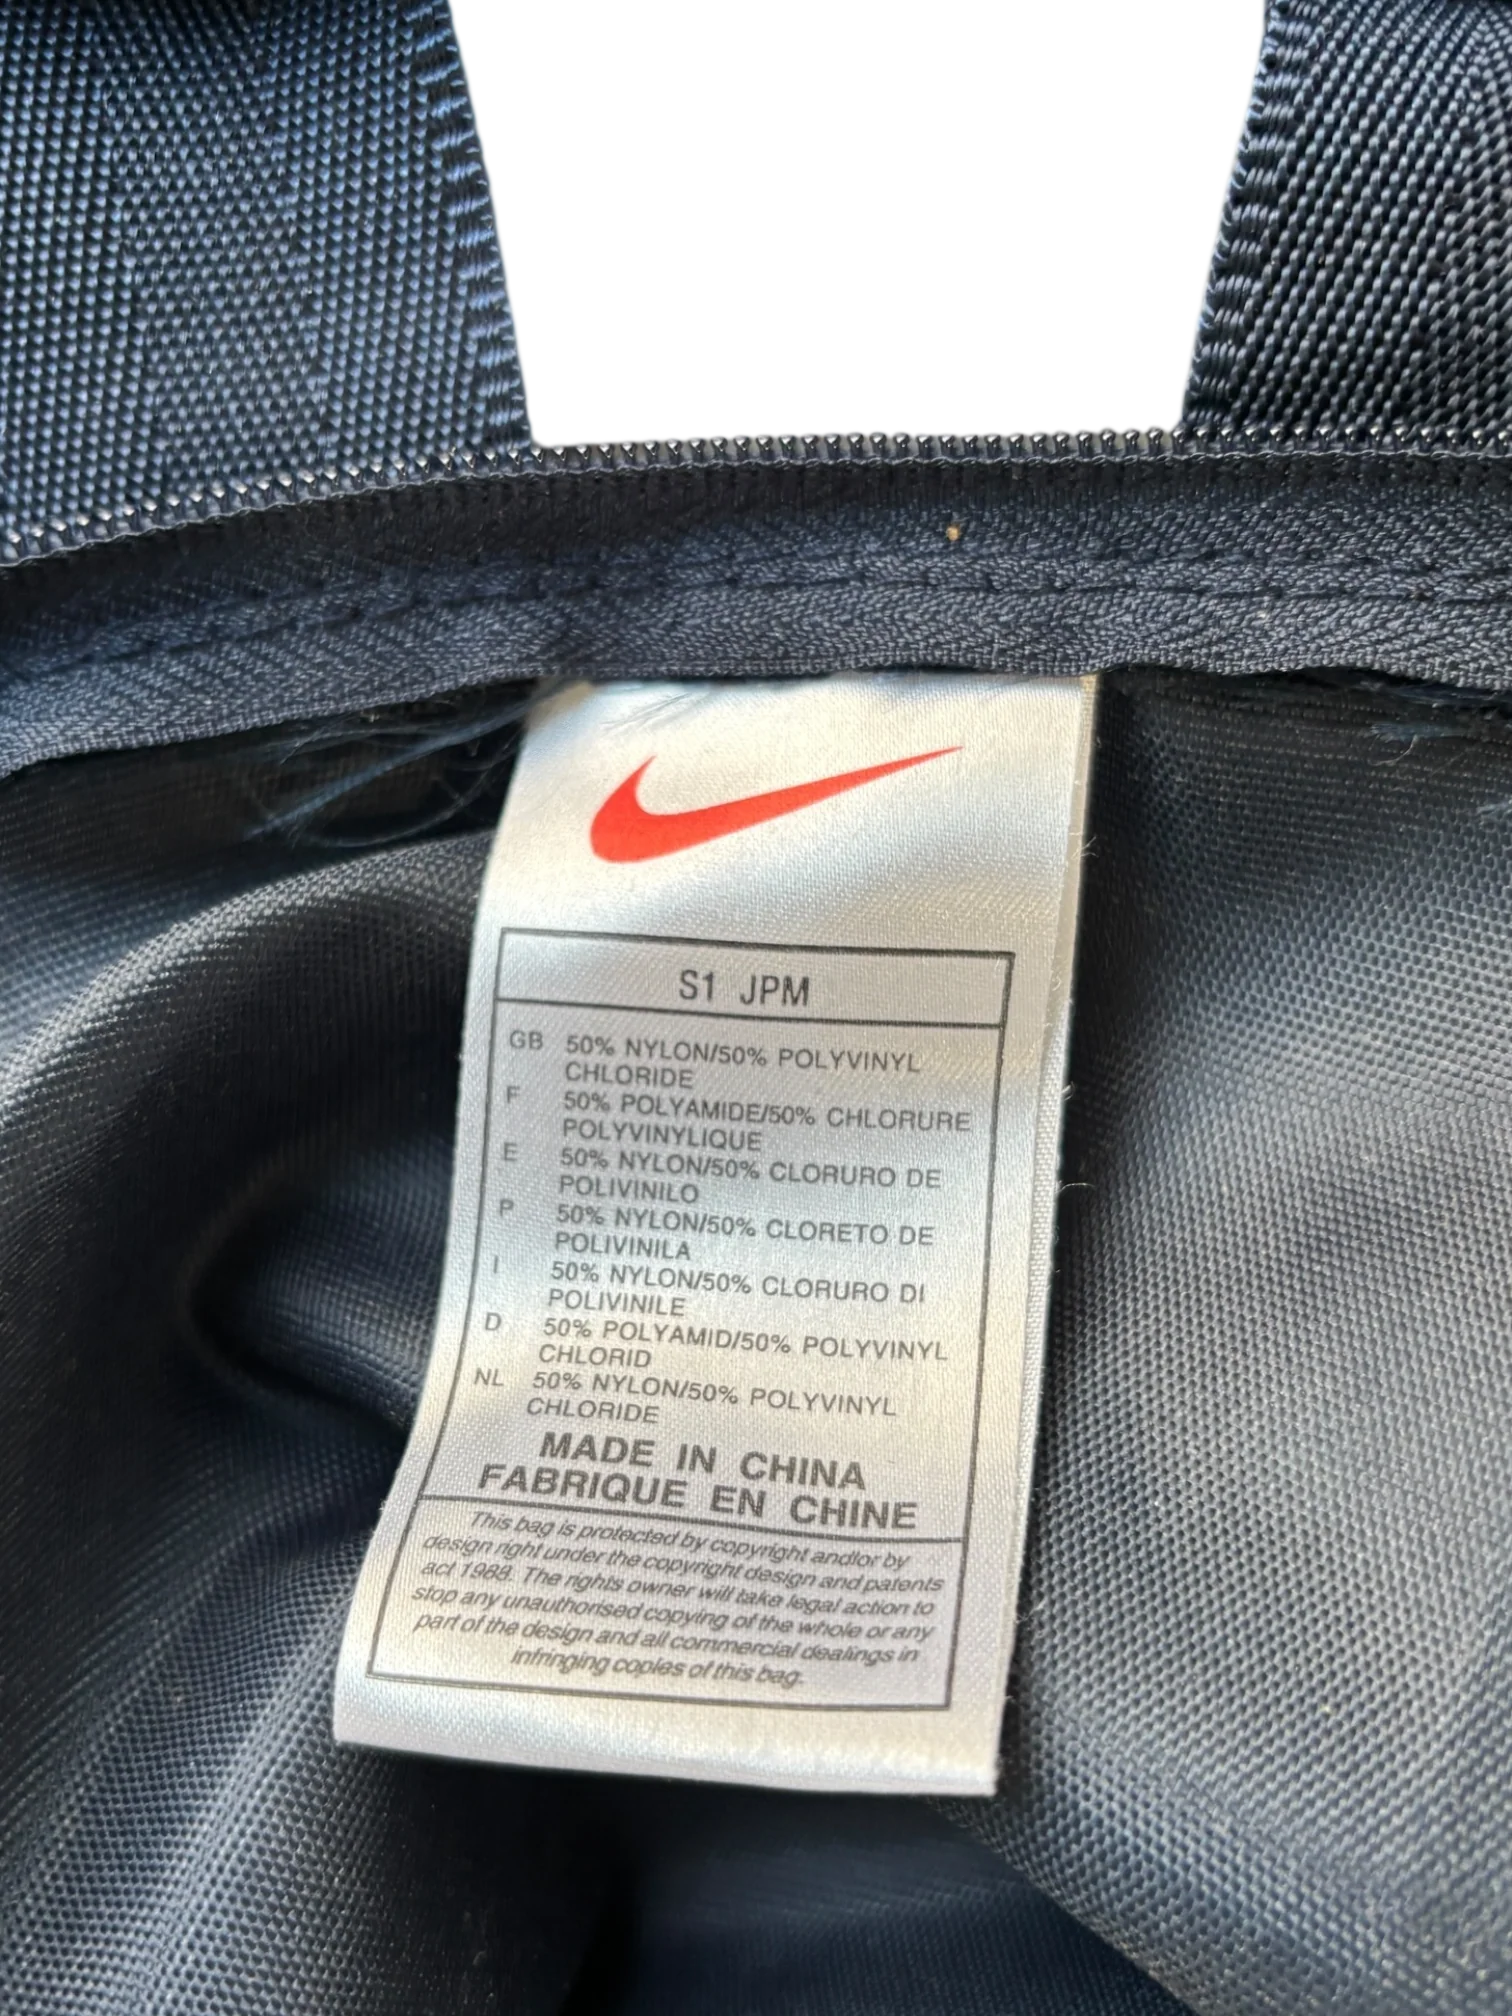 S1 JPM
GB 50% NYLON/50% POLYVINYL
CHLORIDE
F 50% POLYAMIDE/50% CHLORURE
POLYVINYLIQUE
E 50% NYLON/50% CLORURO DE
POLIVINILO
P 50% NYLON/50% CLORETO DE
POLIVINILA
I 50% NYLON/50% CLORURO DI
POLIVINILE
D 50% POLYAMID/50% POLYVINYL
CHLORID
NL 50% NYLON/50% POLYVINYL
CHLORIDE
MADE IN CHINA
FABRIQUE EN CHINE
This bag is protected by copyright and/or by
design right under the copyright design and patents
act 1988. The rights owner will take legal action to
stop any unauthorised copying of the whole or any
part of the design and all commercial dealings in
infringing copies of this bag.